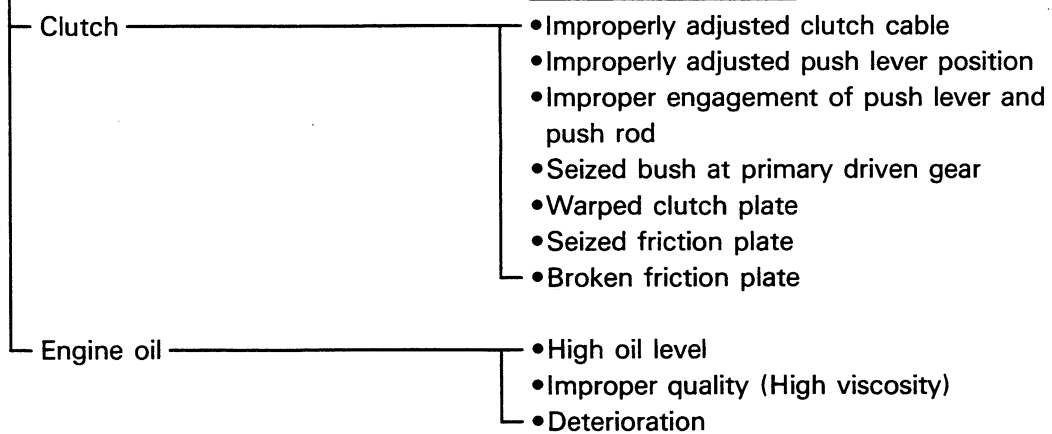 Clutch
•Improperly adjusted clutch cable
•Improperly adjusted push lever position
•Improper engagement of push lever and
push rod
•Seized bush at primary driven gear
•Warped clutch plate
•Seized friction plate
•Broken friction plate
Engine oil
•High oil level
•Improper quality (High viscosity)
•Deterioration